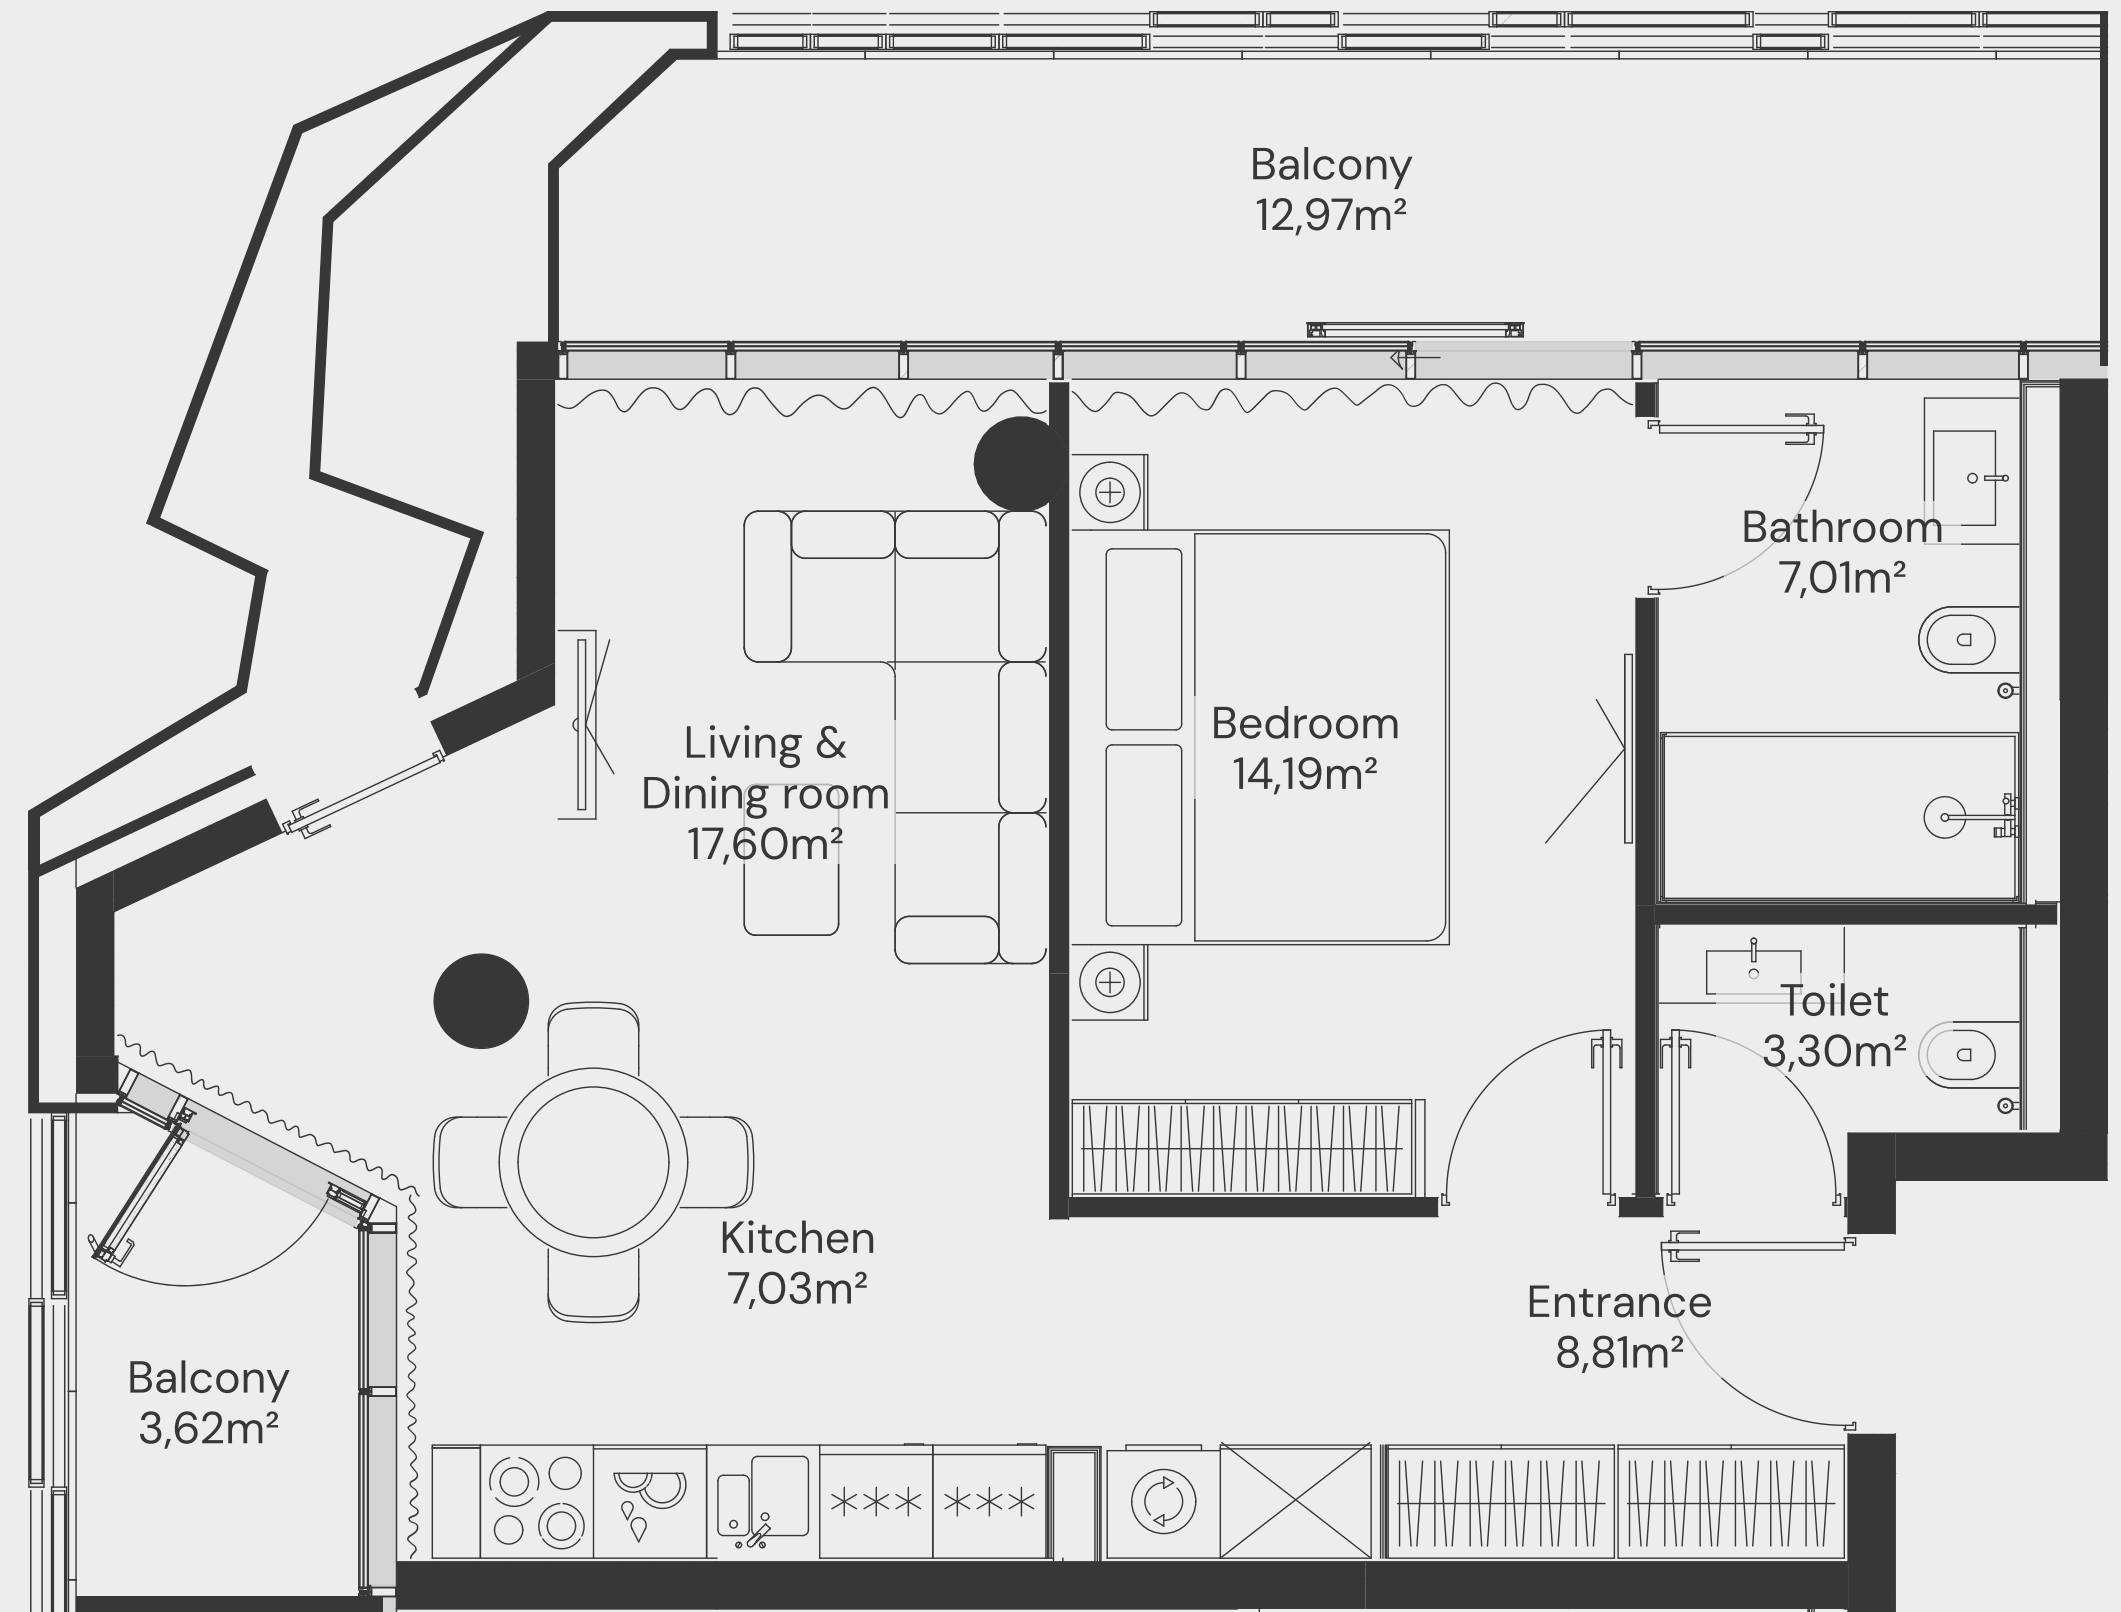 Balcony
12,97m²
Bathroom
7,01m²
Living &
Dining room
17,60m²
Bedroom
14,19m²
Toilet
3,30m²
Kitchen
7,03m²
Entrance
8,81m²
Balcony
3,62m²